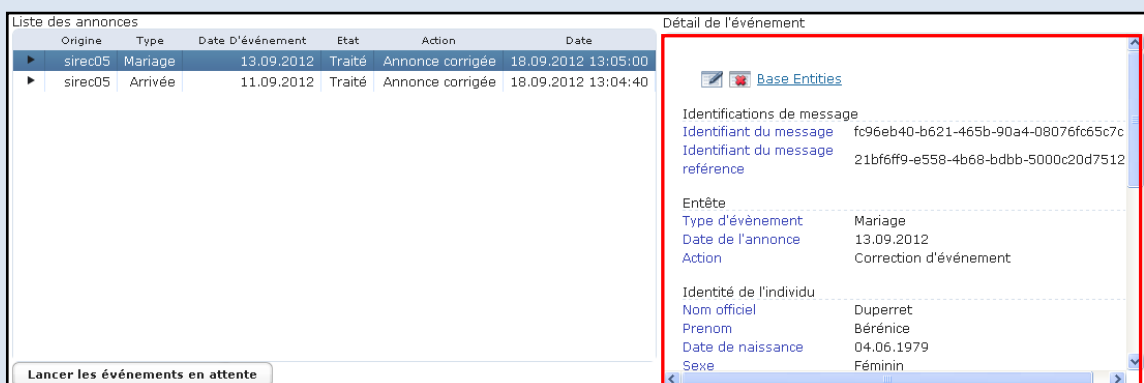 Liste des annonces
Origine Type Date D'événement Etat Action Date
sirec05 Mariage 13.09.2012 Traité Annonce corrigée 18.09.2012 13:05:00
sirec05 Arrivée 11.09.2012 Traité Annonce corrigée 18.09.2012 13:04:40
Lancer les événements en attente
Détail de l'événement
Base Entities
Identifications de message
Identifiant du message fc96eb40-b621-465b-90a4-08076fc65c7c
Identifiant du message
reférence 21bf6ff9-e558-4b68-bdbb-5000c20d7512
Entête
Type d'évènement Mariage
Date de l'annonce 13.09.2012
Action Correction d'événement
Identité de l'individu
Nom officiel Duperret
Prenom Bérénice
Date de naissance 04.06.1979
Sexe Féminin